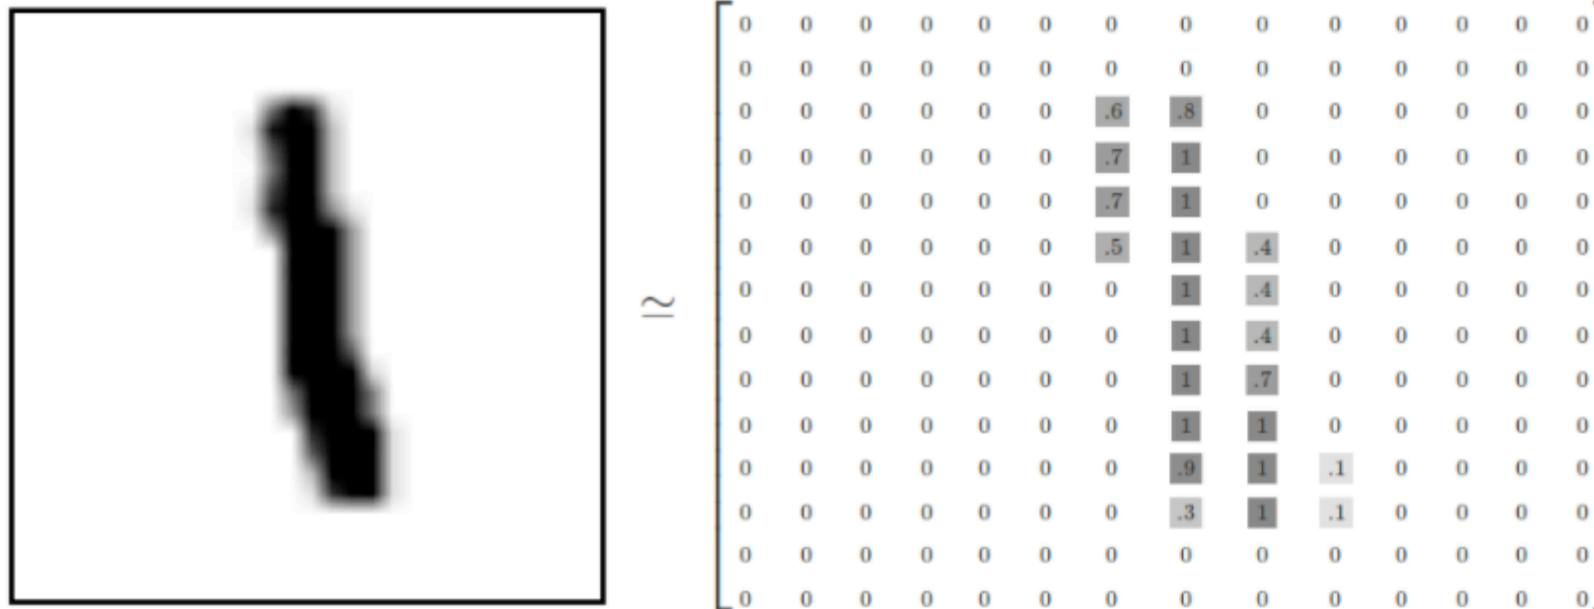 0 0 0 0 0 0 0 0 0 0 0 0 0 0
0 0 0 0 0 0 0 0 0 0 0 0 0 0
0 0 0 0 0 0 .6 .8 0 0 0 0 0 0
0 0 0 0 0 0 .7 1 0 0 0 0 0 0
0 0 0 0 0 0 .7 1 0 0 0 0 0 0
0 0 0 0 0 0 .5 1 .4 0 0 0 0 0
≃ 0 0 0 0 0 0 0 1 .4 0 0 0 0 0
0 0 0 0 0 0 0 1 .4 0 0 0 0 0
0 0 0 0 0 0 0 1 .7 0 0 0 0 0
0 0 0 0 0 0 0 1 1 0 0 0 0 0
0 0 0 0 0 0 0 .9 1 .1 0 0 0 0
0 0 0 0 0 0 0 .3 1 .1 0 0 0 0
0 0 0 0 0 0 0 0 0 0 0 0 0 0
0 0 0 0 0 0 0 0 0 0 0 0 0 0